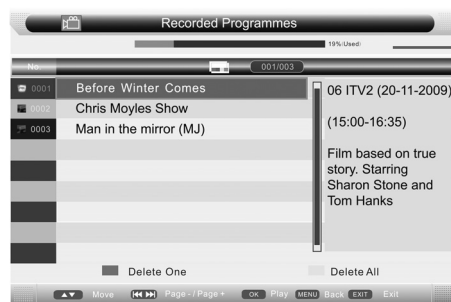 Recorded Programmes
19%(Used)
No.
001/003
0001 Before Winter Comes
0002 Chris Moyles Show
0003 Man in the mirror (MJ)
06 ITV2 (20-11-2009)
(15:00-16:35)
Film based on true
story. Starring
Sharon Stone and
Tom Hanks
Delete One
Delete All
▲▼ Move
⏮⏭ Page - / Page +
OK Play
MENU Back
EXIT Exit